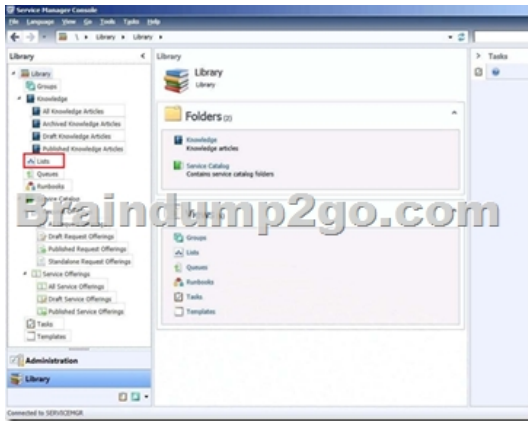 Service Manager Console
File Language View Go Tools Tasks Help
\ Library Library
Library
Library
Groups
Knowledge
All Knowledge Articles
Archived Knowledge Articles
Draft Knowledge Articles
Published Knowledge Articles
Lists
Queues
Runbooks
Draft Request Offerings
Published Request Offerings
Standalone Request Offerings
Service Offerings
All Service Offerings
Draft Service Offerings
Published Service Offerings
Tasks
Templates
Administration
Library
Library
Library
Library
Folders (2)
Knowledge
Knowledge articles
Service Catalog
Contains service catalog folders
Braindump2go.com
Groups
Lists
Queues
Runbooks
Tasks
Templates
Tasks
Connected to SERVICEMGR